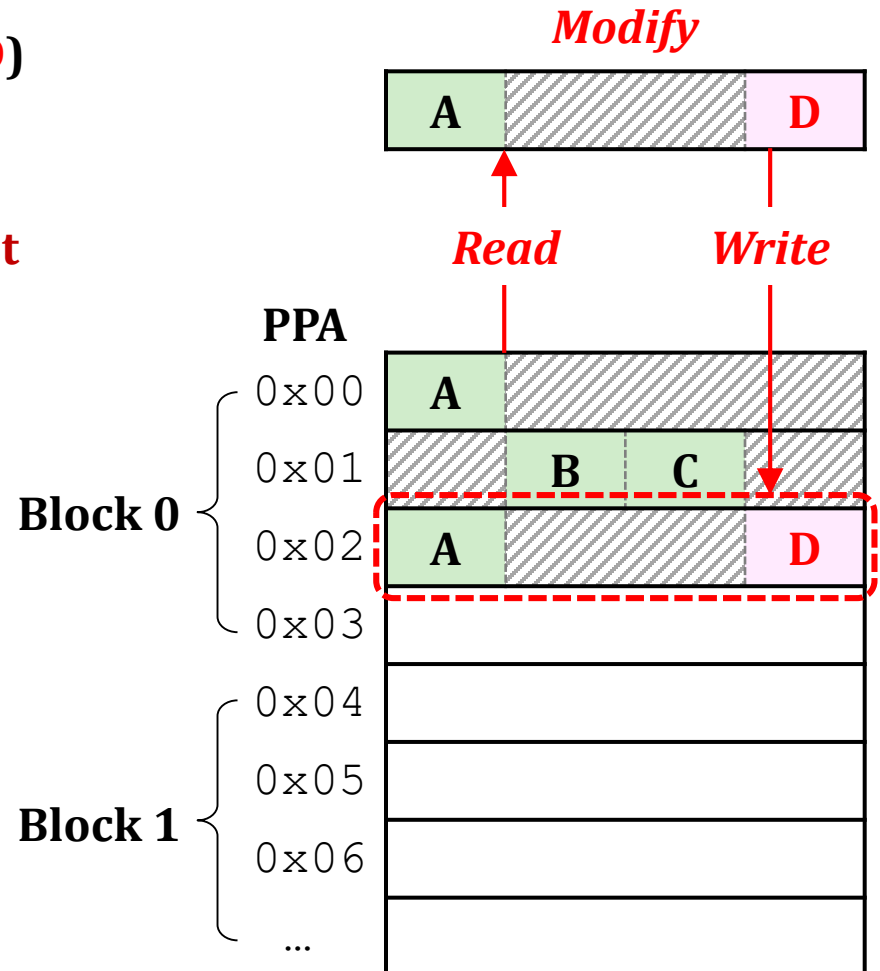 Modify
)
A D
t
Read Write
PPA
0x00 A
0x01 B C
Block 0
0x02 A D
0x03
0x04
0x05
Block 1
0x06
...